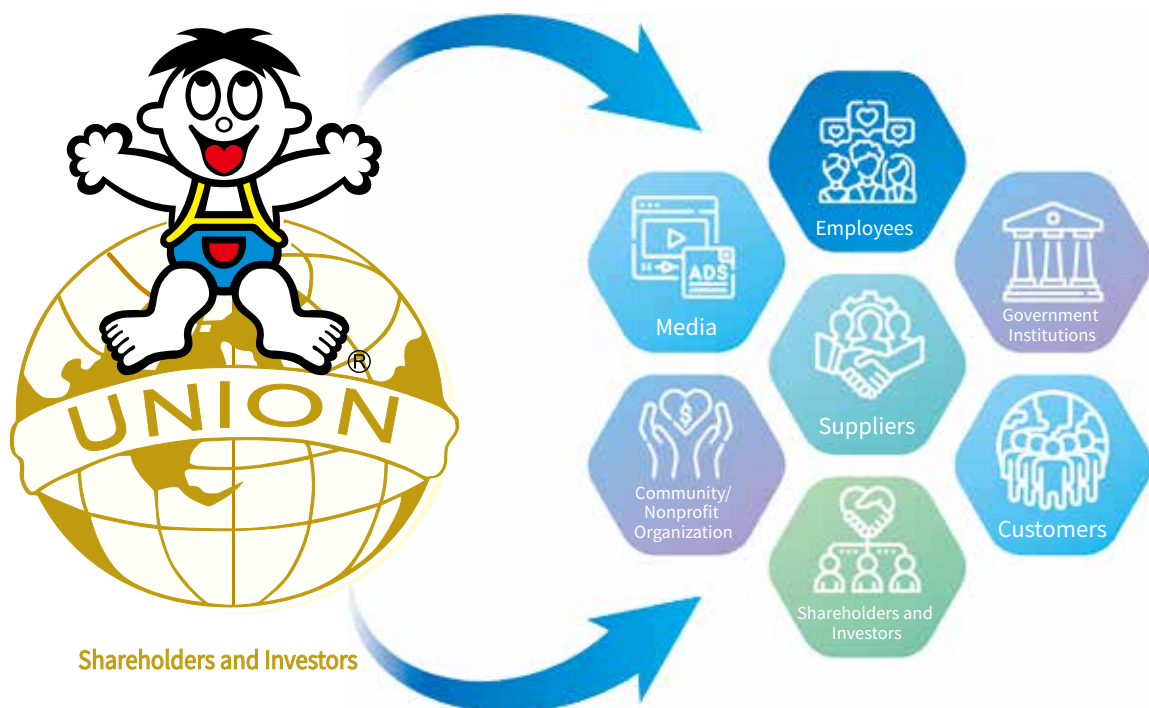 UNION
®
Shareholders and Investors
Employees
ADS
Media
Government
Institutions
Suppliers
$
Community/
Nonprofit
Organization
Customers
Shareholders and
Investors